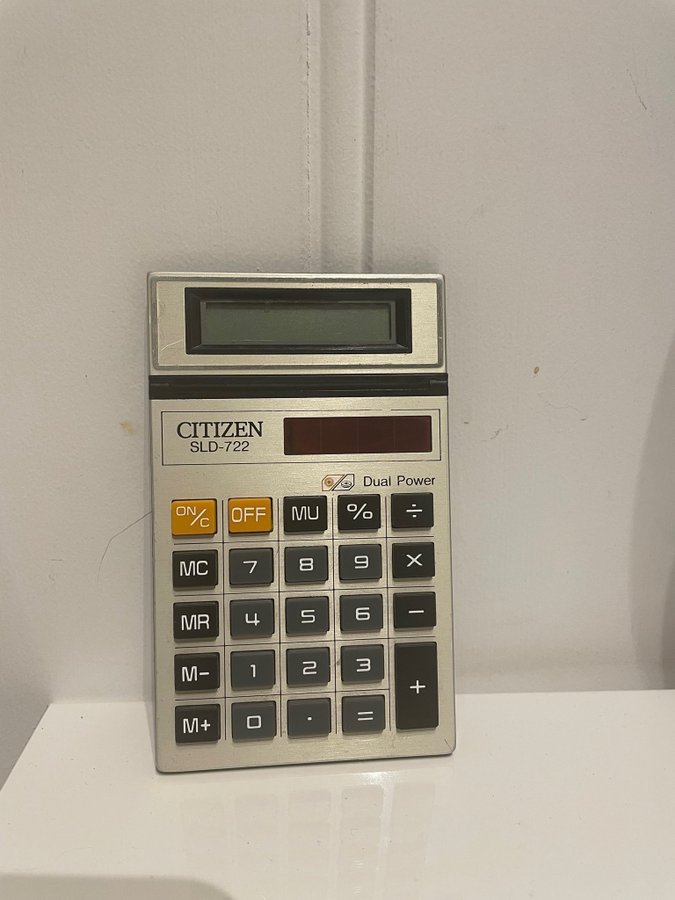 CITIZEN
SLD-722
Dual Power
ON/C OFF MU % ÷
MC 7 8 9 ×
MR 4 5 6 −
M− 1 2 3 +
M+ 0 · =